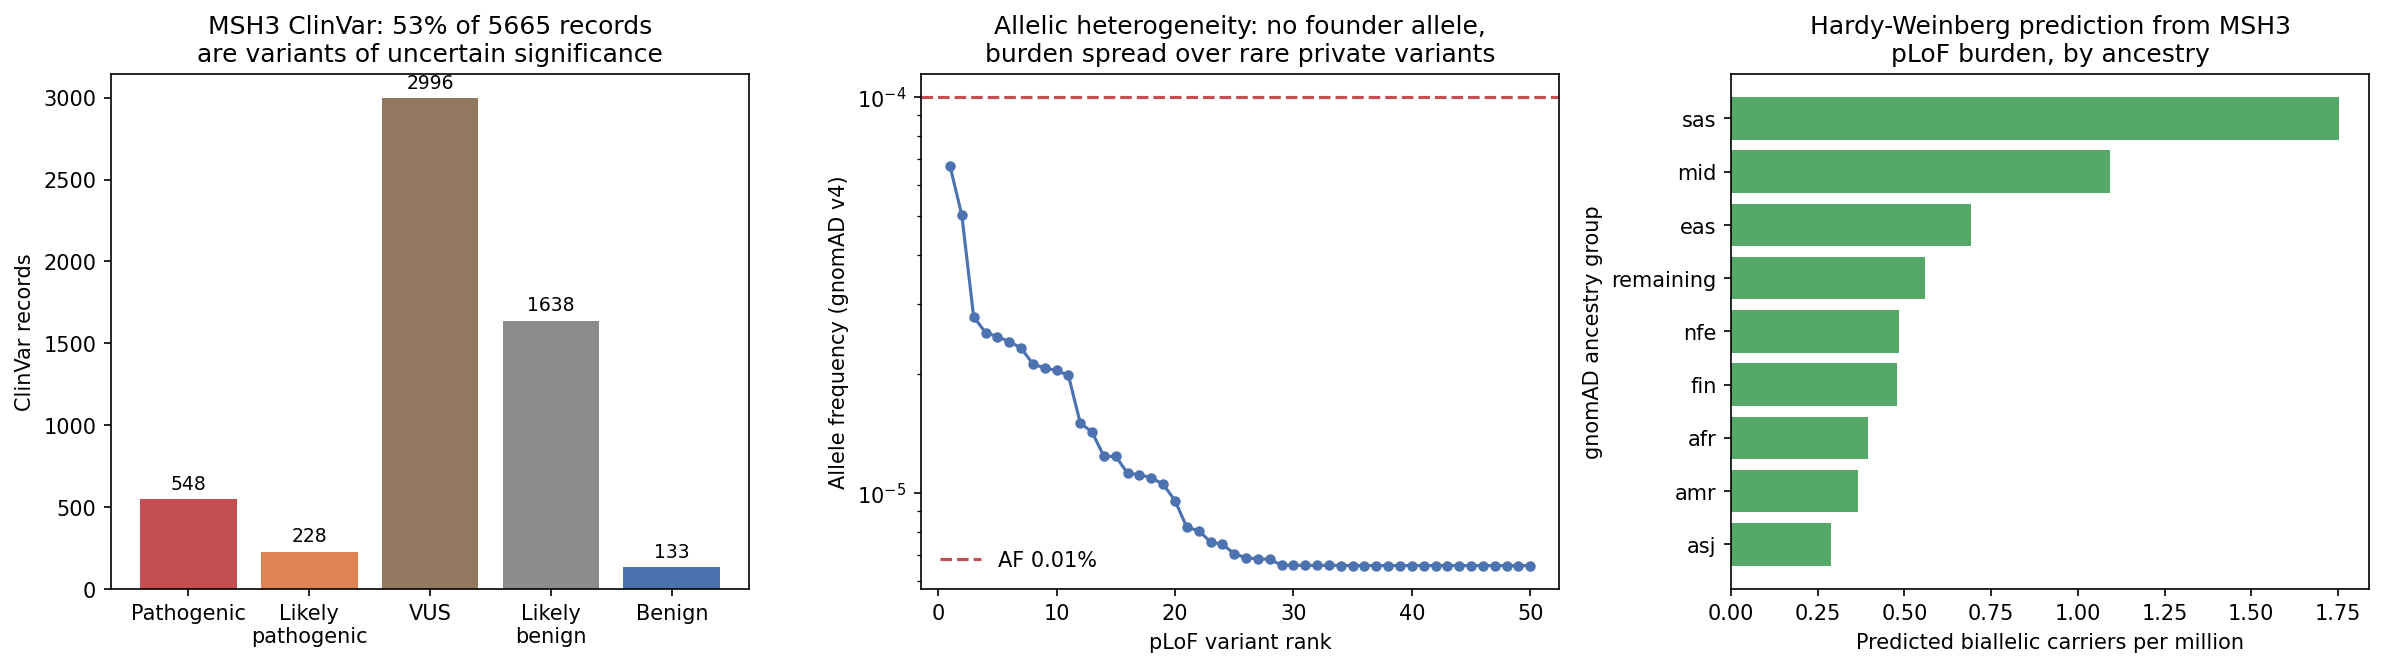 MSH3 ClinVar: 53% of 5665 records
are variants of uncertain significance
ClinVar records
3000
2500
2000
1500
1000
500
0
548
228
2996
1638
133
Pathogenic
Likely
pathogenic
VUS
Likely
benign
Benign
Allelic heterogeneity: no founder allele,
burden spread over rare private variants
Allele frequency (gnomAD v4)
10⁻⁴
10⁻⁵
AF 0.01%
0
10
20
30
40
50
pLoF variant rank
Hardy-Weinberg prediction from MSH3
pLoF burden, by ancestry
gnomAD ancestry group
sas
mid
eas
remaining
nfe
fin
afr
amr
asj
0.00
0.25
0.50
0.75
1.00
1.25
1.50
1.75
Predicted biallelic carriers per million